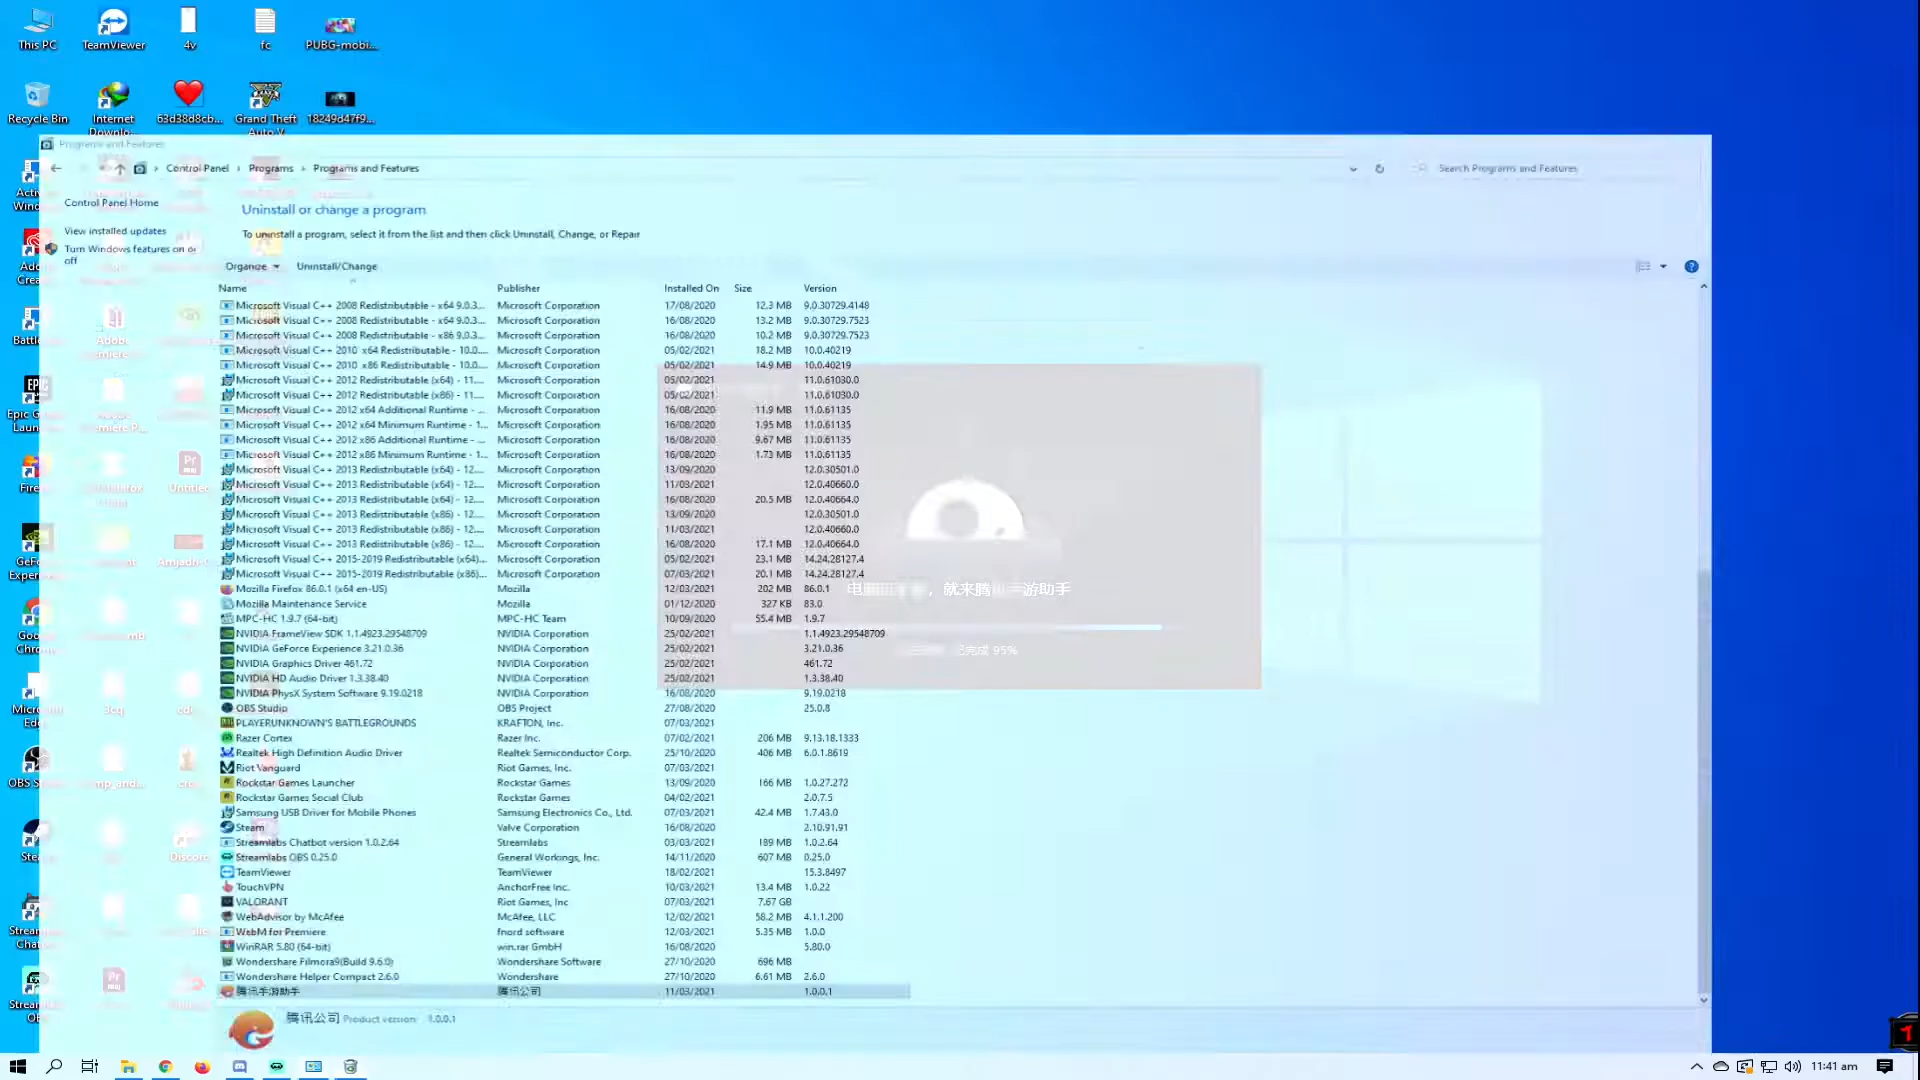 This PC
TeamViewer
4v
fc
PUBG-mobi...
Recycle Bin
Internet
Downlo...
63d38d8cb...
Grand Theft
Auto V
18249d47f9...
Programs and Features
Control Panel › Programs › Programs and Features
Search Programs and Features
Control Panel Home
View installed updates
Turn Windows features on or
off
Uninstall or change a program
To uninstall a program, select it from the list and then click Uninstall, Change, or Repair
Organize
Uninstall/Change
Name Publisher Installed On Size Version
Microsoft Visual C++ 2008 Redistributable - x64 9.0.3... Microsoft Corporation 17/08/2020 12.3 MB 9.0.30729.4148
Microsoft Visual C++ 2008 Redistributable - x64 9.0.3... Microsoft Corporation 16/08/2020 13.2 MB 9.0.30729.7523
Microsoft Visual C++ 2008 Redistributable - x86 9.0.3... Microsoft Corporation 16/08/2020 10.2 MB 9.0.30729.7523
Microsoft Visual C++ 2010 x64 Redistributable - 10.0.... Microsoft Corporation 05/02/2021 18.2 MB 10.0.40219
Microsoft Visual C++ 2010 x86 Redistributable - 10.0.... Microsoft Corporation 05/02/2021 14.9 MB 10.0.40219
Microsoft Visual C++ 2012 Redistributable (x64) - 11.... Microsoft Corporation 05/02/2021 11.0.61030.0
Microsoft Visual C++ 2012 Redistributable (x86) - 11.... Microsoft Corporation 05/02/2021 11.0.61030.0
Microsoft Visual C++ 2012 x64 Additional Runtime - ... Microsoft Corporation 16/08/2020 11.9 MB 11.0.61135
Microsoft Visual C++ 2012 x64 Minimum Runtime - 1... Microsoft Corporation 16/08/2020 1.95 MB 11.0.61135
Microsoft Visual C++ 2012 x86 Additional Runtime - ... Microsoft Corporation 16/08/2020 9.67 MB 11.0.61135
Microsoft Visual C++ 2012 x86 Minimum Runtime - 1... Microsoft Corporation 16/08/2020 1.73 MB 11.0.61135
Microsoft Visual C++ 2013 Redistributable (x64) - 12.... Microsoft Corporation 13/09/2020 12.0.30501.0
Microsoft Visual C++ 2013 Redistributable (x64) - 12.... Microsoft Corporation 11/03/2021 12.0.40660.0
Microsoft Visual C++ 2013 Redistributable (x64) - 12.... Microsoft Corporation 16/08/2020 20.5 MB 12.0.40664.0
Microsoft Visual C++ 2013 Redistributable (x86) - 12.... Microsoft Corporation 13/09/2020 12.0.30501.0
Microsoft Visual C++ 2013 Redistributable (x86) - 12.... Microsoft Corporation 11/03/2021 12.0.40660.0
Microsoft Visual C++ 2013 Redistributable (x86) - 12.... Microsoft Corporation 16/08/2020 17.1 MB 12.0.40664.0
Microsoft Visual C++ 2015-2019 Redistributable (x64)... Microsoft Corporation 05/02/2021 23.1 MB 14.24.28127.4
Microsoft Visual C++ 2015-2019 Redistributable (x86)... Microsoft Corporation 07/03/2021 20.1 MB 14.24.28127.4
Mozilla Firefox 86.0.1 (x64 en-US) Mozilla 12/03/2021 202 MB 86.0.1
Mozilla Maintenance Service Mozilla 01/12/2020 327 KB 83.0
MPC-HC 1.9.7 (64-bit) MPC-HC Team 10/09/2020 55.4 MB 1.9.7
NVIDIA FrameView SDK 1.1.4923.29548709 NVIDIA Corporation 25/02/2021 1.1.4923.29548709
NVIDIA GeForce Experience 3.21.0.36 NVIDIA Corporation 25/02/2021 3.21.0.36
NVIDIA Graphics Driver 461.72 NVIDIA Corporation 25/02/2021 461.72
NVIDIA HD Audio Driver 1.3.38.40 NVIDIA Corporation 25/02/2021 1.3.38.40
NVIDIA PhysX System Software 9.19.0218 NVIDIA Corporation 16/08/2020 9.19.0218
OBS Studio OBS Project 27/08/2020 25.0.8
PLAYERUNKNOWN'S BATTLEGROUNDS KRAFTON, Inc. 07/03/2021
Razer Cortex Razer Inc. 07/02/2021 206 MB 9.13.18.1333
Realtek High Definition Audio Driver Realtek Semiconductor Corp. 25/10/2020 406 MB 6.0.1.8619
Riot Vanguard Riot Games, Inc. 07/03/2021
Rockstar Games Launcher Rockstar Games 13/09/2020 166 MB 1.0.27.272
Rockstar Games Social Club Rockstar Games 04/02/2021 2.0.7.5
Samsung USB Driver for Mobile Phones Samsung Electronics Co., Ltd. 07/03/2021 42.4 MB 1.7.43.0
Steam Valve Corporation 16/08/2020 2.10.91.91
Streamlabs Chatbot version 1.0.2.64 Streamlabs 03/03/2021 189 MB 1.0.2.64
Streamlabs OBS 0.25.0 General Workings, Inc. 14/11/2020 607 MB 0.25.0
TeamViewer TeamViewer 18/02/2021 15.3.8497
TouchVPN AnchorFree Inc. 10/03/2021 13.4 MB 1.0.22
VALORANT Riot Games, Inc 07/03/2021 7.67 GB
WebAdvisor by McAfee McAfee, LLC 12/02/2021 58.2 MB 4.1.1.200
WebM for Premiere fnord software 12/03/2021 5.35 MB 1.0.0
WinRAR 5.80 (64-bit) win.rar GmbH 16/08/2020 5.80.0
Wondershare Filmora9(Build 9.6.0) Wondershare Software 27/10/2020 696 MB
Wondershare Helper Compact 2.6.0 Wondershare 27/10/2020 6.61 MB 2.6.0
腾讯手游助手 腾讯公司 11/03/2021 1.0.0.1
腾讯公司 Product version: 1.0.0.1
，就来腾
游助手
已完成 95%
Untitled
Discord
11:41 am
1